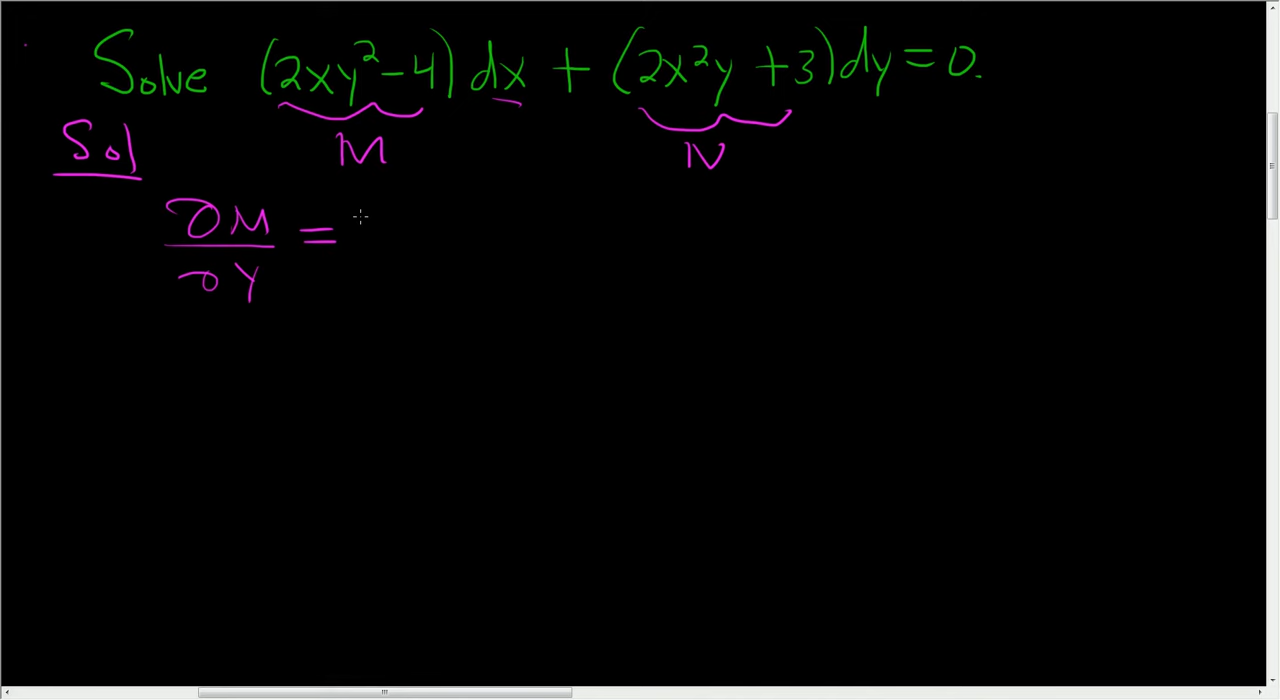 Solve (2xy² - 4) dx + (2x²y + 3) dy = 0.
M N
Sol
∂M/∂y =